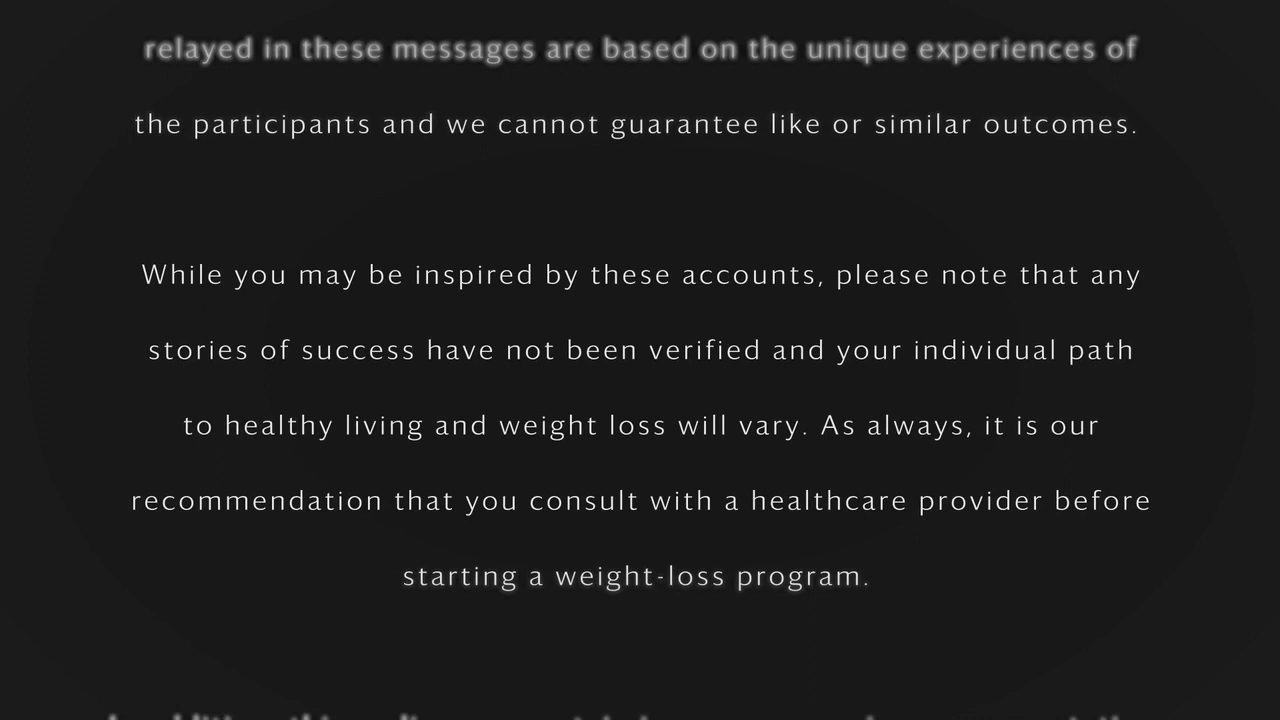 relayed in these messages are based on the unique experiences of
the participants and we cannot guarantee like or similar outcomes.
While you may be inspired by these accounts, please note that any
stories of success have not been verified and your individual path
to healthy living and weight loss will vary. As always, it is our
recommendation that you consult with a healthcare provider before
starting a weight-loss program.